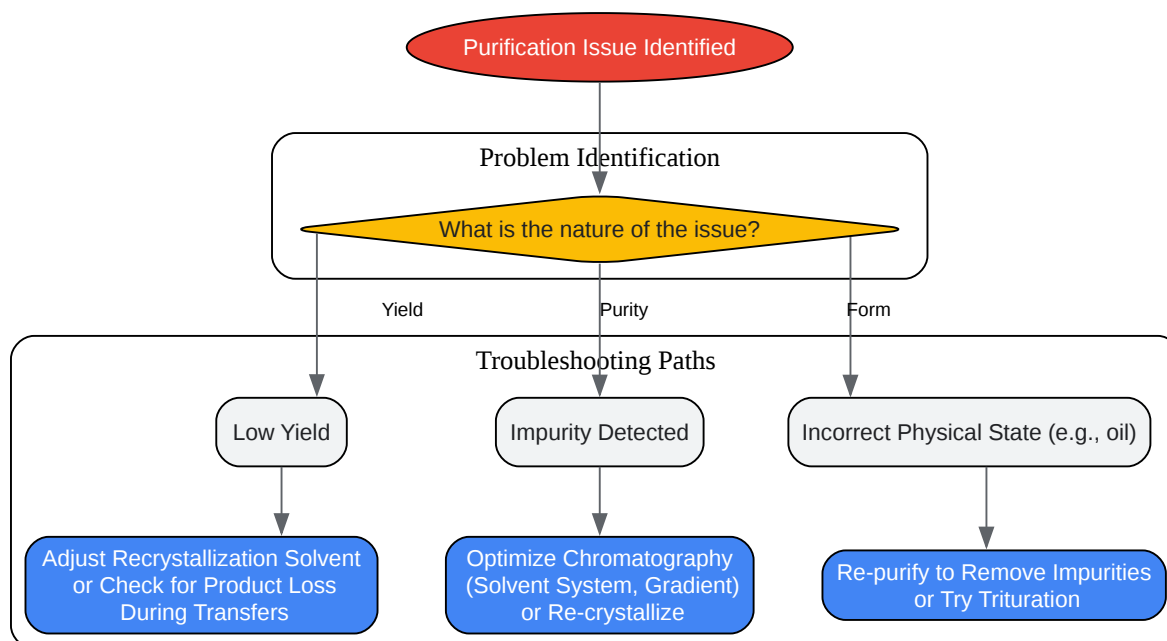 Purification Issue Identified
Problem Identification
What is the nature of the issue?
Yield
Purity
Form
Troubleshooting Paths
Low Yield
Impurity Detected
Incorrect Physical State (e.g., oil)
Adjust Recrystallization Solvent
or Check for Product Loss
During Transfers
Optimize Chromatography
(Solvent System, Gradient)
or Re-crystallize
Re-purify to Remove Impurities
or Try Trituration